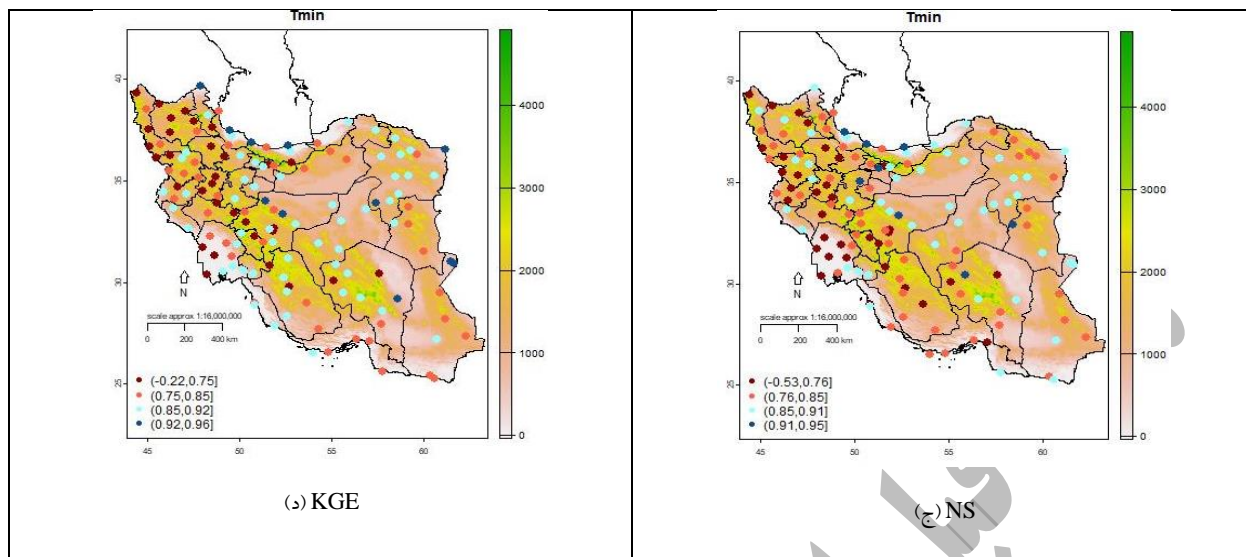 Tmin
40
35
30
25
N
scale approx 1:16,000,000
0 200 400 km
(-0.22,0.75]
(0.75,0.85]
(0.85,0.92]
(0.92,0.96]
45 50 55 60
4000
3000
2000
1000
0
KGE (د)
Tmin
40
35
30
25
N
scale approx 1:16,000,000
0 200 400 km
(-0.53,0.76]
(0.76,0.85]
(0.85,0.91]
(0.91,0.95]
45 50 55 60
4000
3000
2000
1000
0
NS (ج)